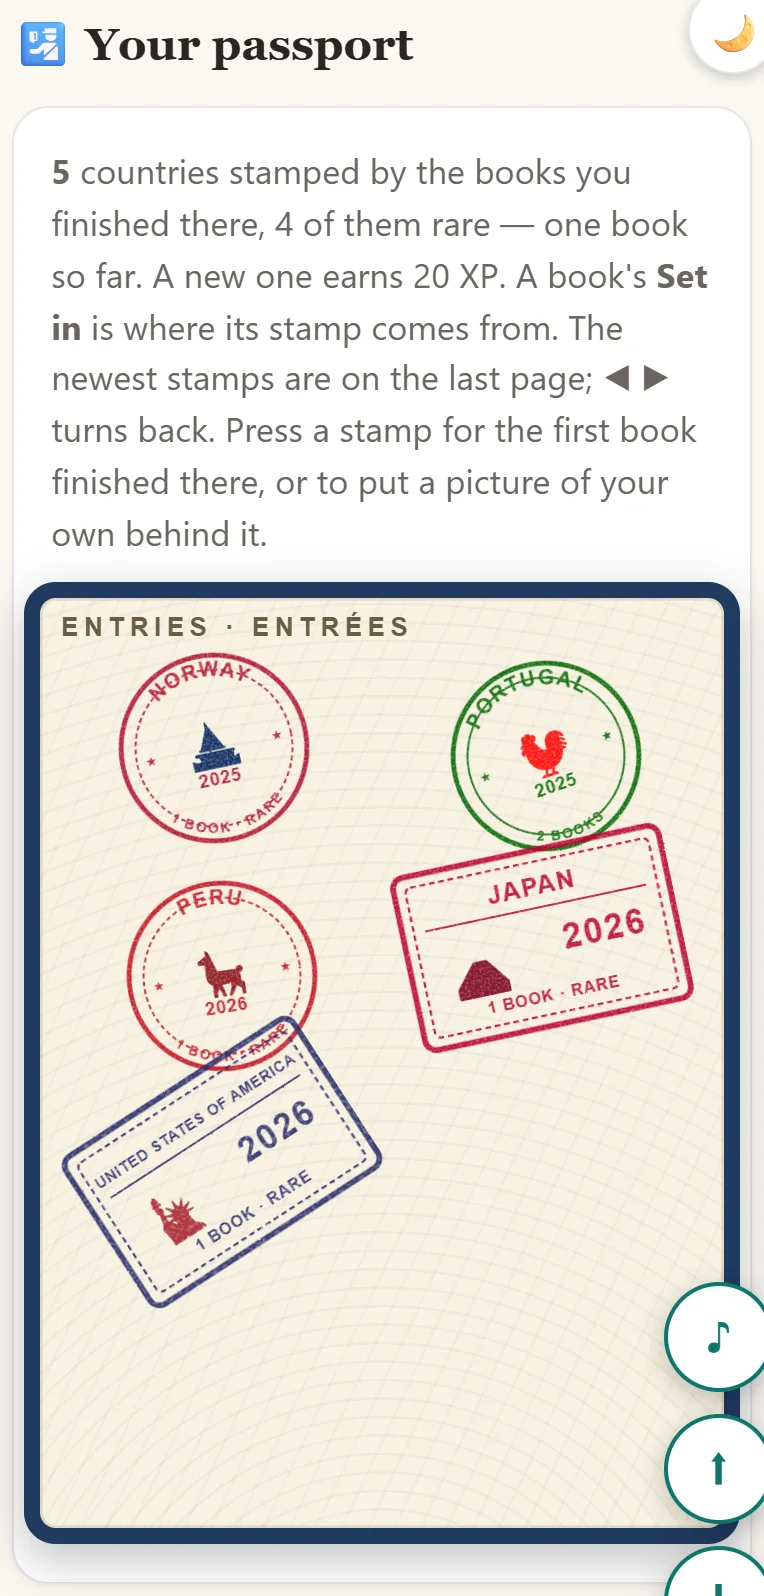 Your passport
5 countries stamped by the books you
finished there, 4 of them rare — one book
so far. A new one earns 20 XP. A book's Set
in is where its stamp comes from. The
newest stamps are on the last page; ◀ ▶
turns back. Press a stamp for the first book
finished there, or to put a picture of your
own behind it.
ENTRIES · ENTRÉES
NORWAY
2025
1 BOOK · RARE
PORTUGAL
2025
2 BOOKS
JAPAN
2026
1 BOOK · RARE
PERU
2026
1 BOOK · RARE
UNITED STATES OF AMERICA
2026
1 BOOK · RARE